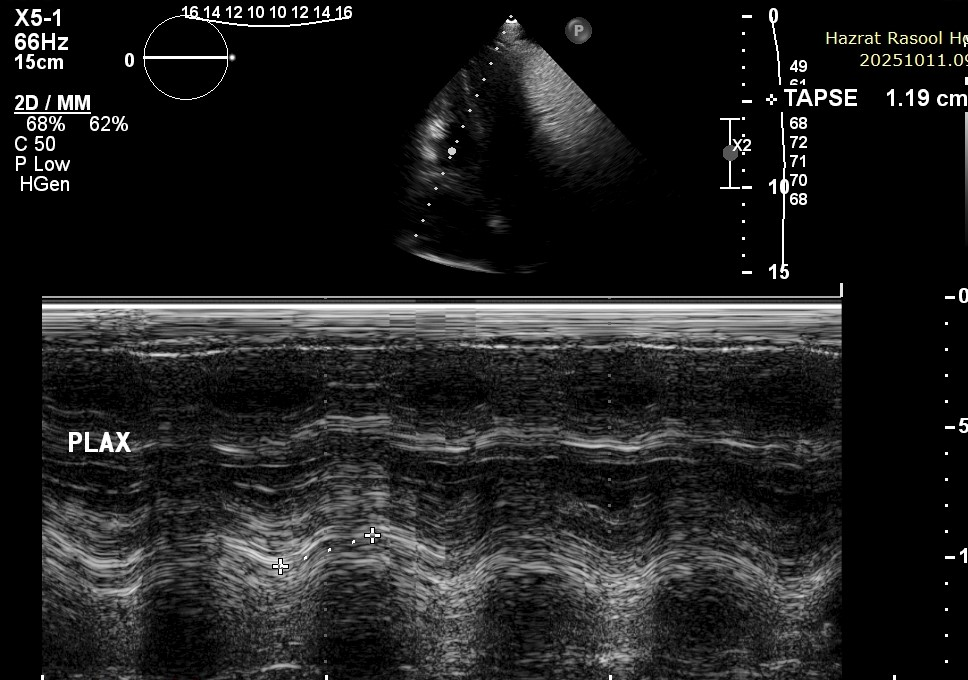 X5-1
66Hz
15cm
16 14 12 10 10 12 14 16
0
2D / MM
68% 62%
C 50
P Low
HGen
P
0
Hazrat Rasool
20251011.09
49
TAPSE 1.19 cm
68
X2
72
71
70
10
68
15
0
PLAX
5
1